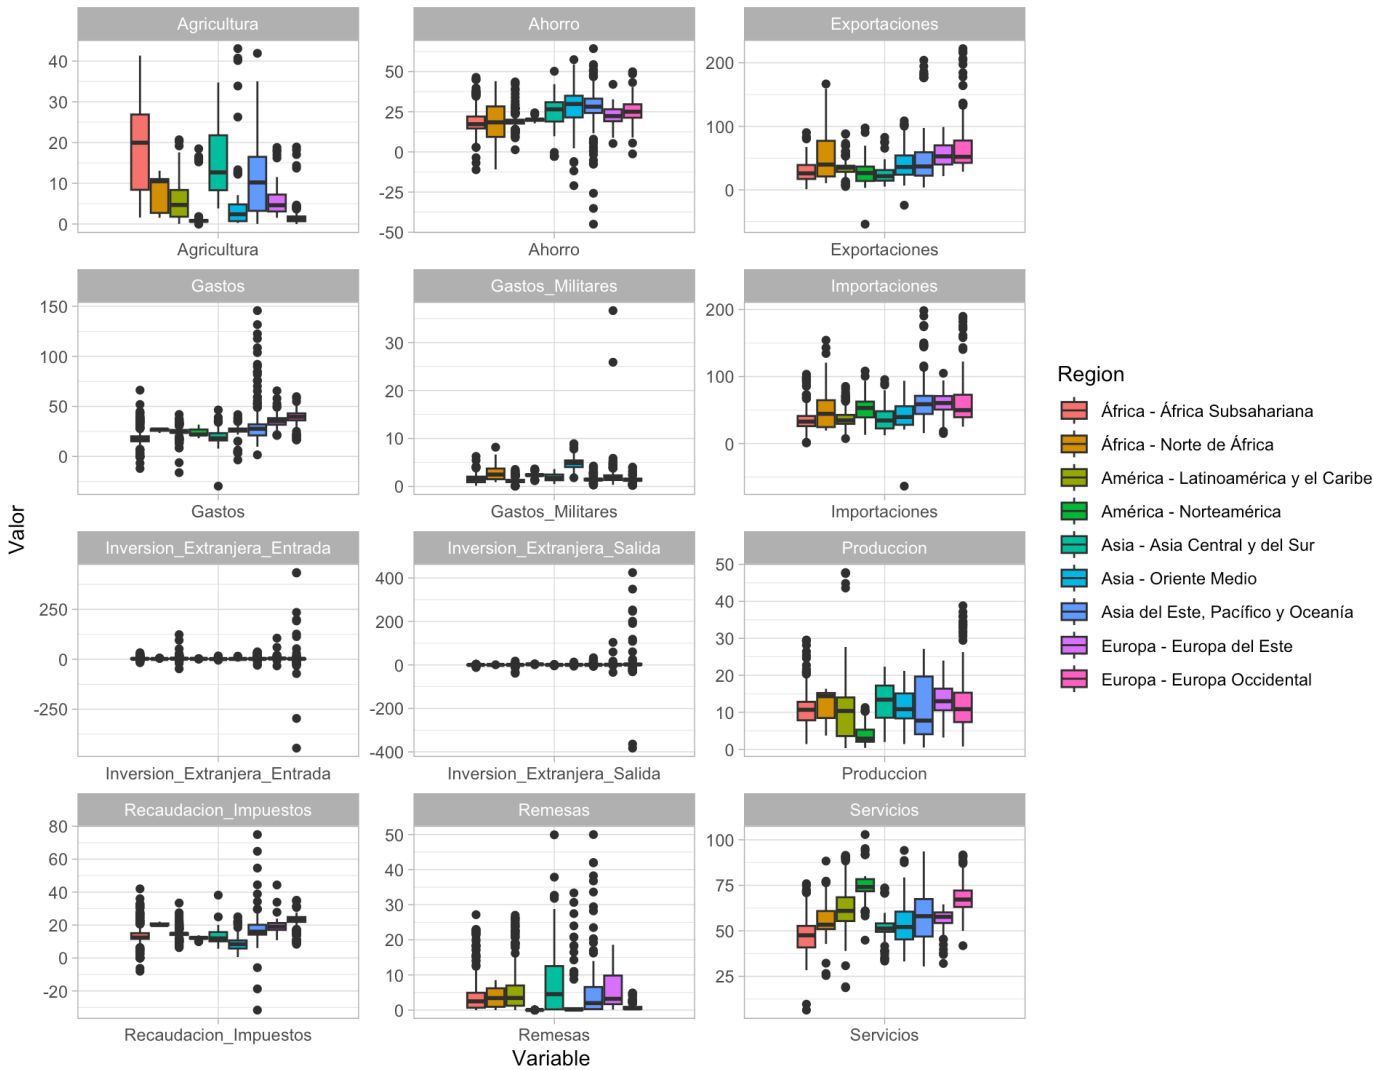 Agricultura
Ahorro
Exportaciones
40
30
20
10
0
50
25
0
-25
-50
200
100
0
Agricultura
Ahorro
Exportaciones
Gastos
Gastos_Militares
Importaciones
150
100
50
0
30
20
10
0
200
100
0
Gastos
Gastos_Militares
Importaciones
Valor
Inversion_Extranjera_Entrada
Inversion_Extranjera_Salida
Produccion
250
0
-250
400
200
0
-200
-400
50
40
30
20
10
0
Inversion_Extranjera_Entrada
Inversion_Extranjera_Salida
Produccion
Recaudacion_Impuestos
Remesas
Servicios
80
60
40
20
0
-20
50
40
30
20
10
0
100
75
50
25
Recaudacion_Impuestos
Remesas
Servicios
Variable
Region
África - África Subsahariana
África - Norte de África
América - Latinoamérica y el Caribe
América - Norteamérica
Asia - Asia Central y del Sur
Asia - Oriente Medio
Asia del Este, Pacífico y Oceanía
Europa - Europa del Este
Europa - Europa Occidental